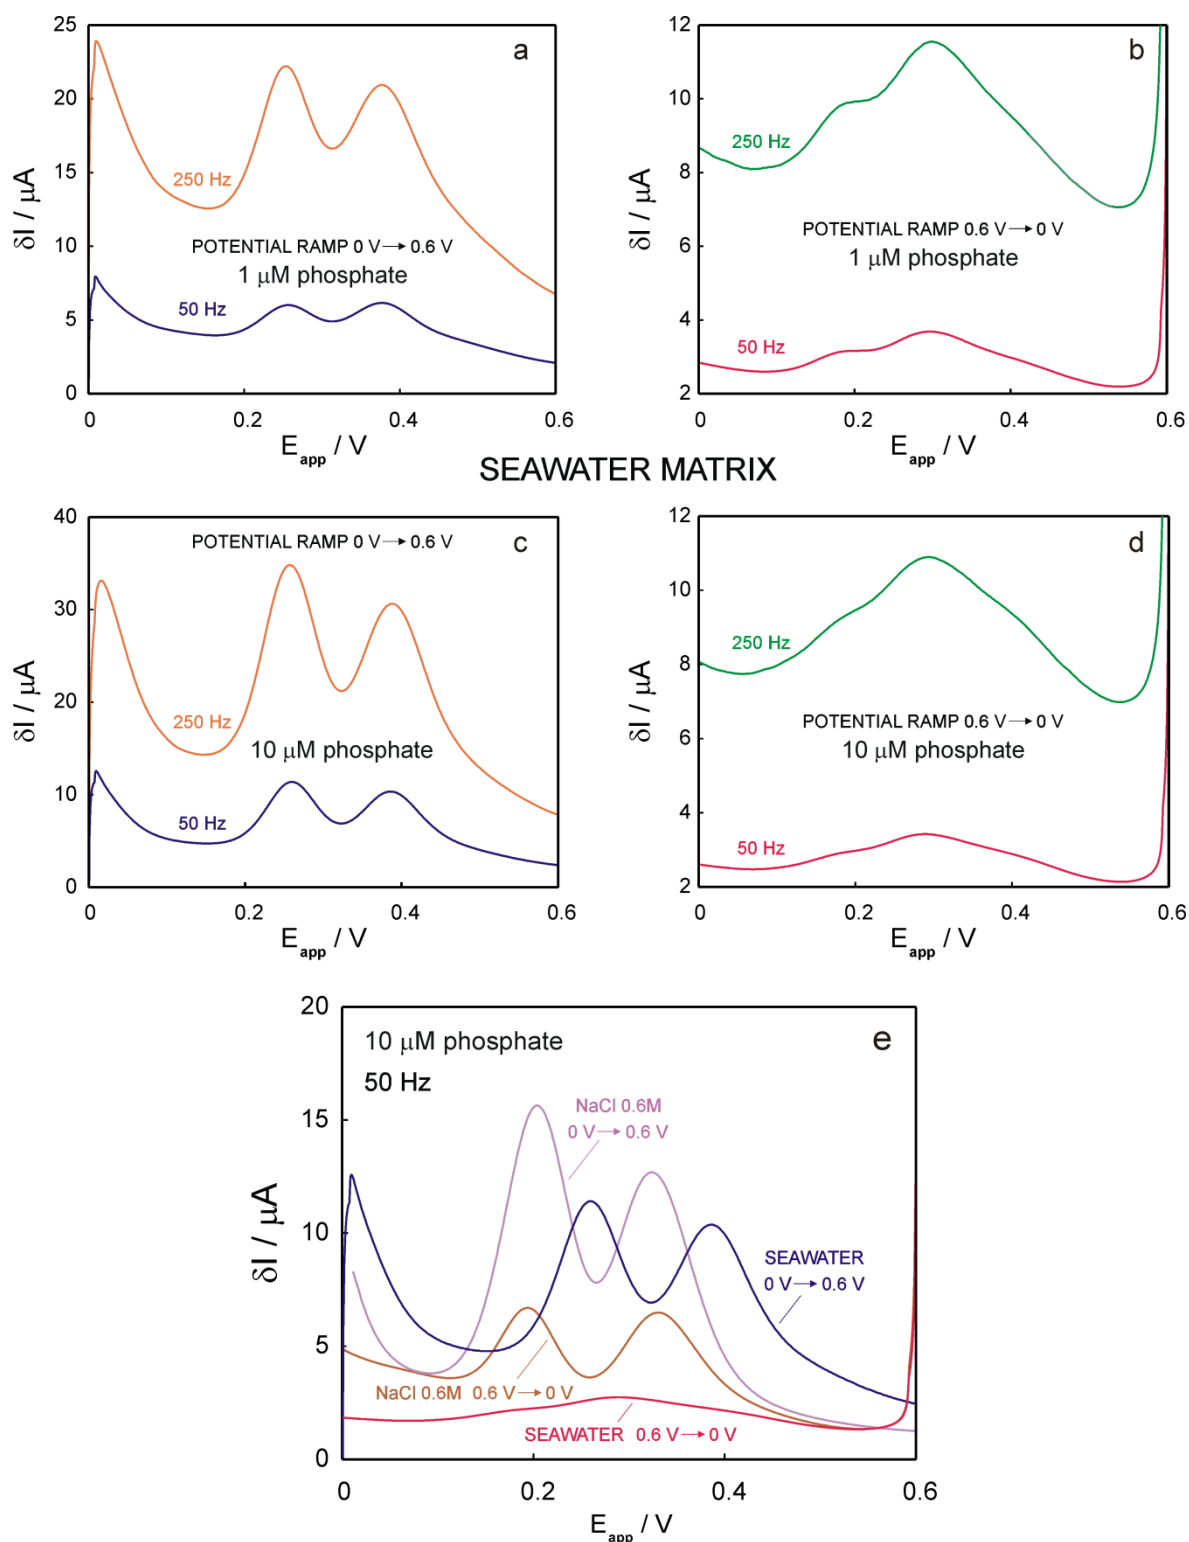 a
25
20
15
10
5
0
δI / μA
250 Hz
POTENTIAL RAMP 0 V→0.6 V
1 μM phosphate
50 Hz
0
0.2
0.4
0.6
E_app / V
b
12
10
8
6
4
2
δI / μA
250 Hz
POTENTIAL RAMP 0.6 V→0 V
1 μM phosphate
50 Hz
0
0.2
0.4
0.6
E_app / V
SEAWATER MATRIX
c
40
30
20
10
0
δI / μA
POTENTIAL RAMP 0 V→0.6 V
250 Hz
10 μM phosphate
50 Hz
0
0.2
0.4
0.6
E_app / V
d
12
10
8
6
4
2
δI / μA
250 Hz
POTENTIAL RAMP 0.6 V→0 V
10 μM phosphate
50 Hz
0
0.2
0.4
0.6
E_app / V
e
20
15
10
5
0
δI / μA
10 μM phosphate
50 Hz
NaCl 0.6M
0 V→0.6 V
SEAWATER
0 V→0.6 V
NaCl 0.6M 0.6 V→0 V
SEAWATER 0.6 V→0 V
0
0.2
0.4
0.6
E_app / V